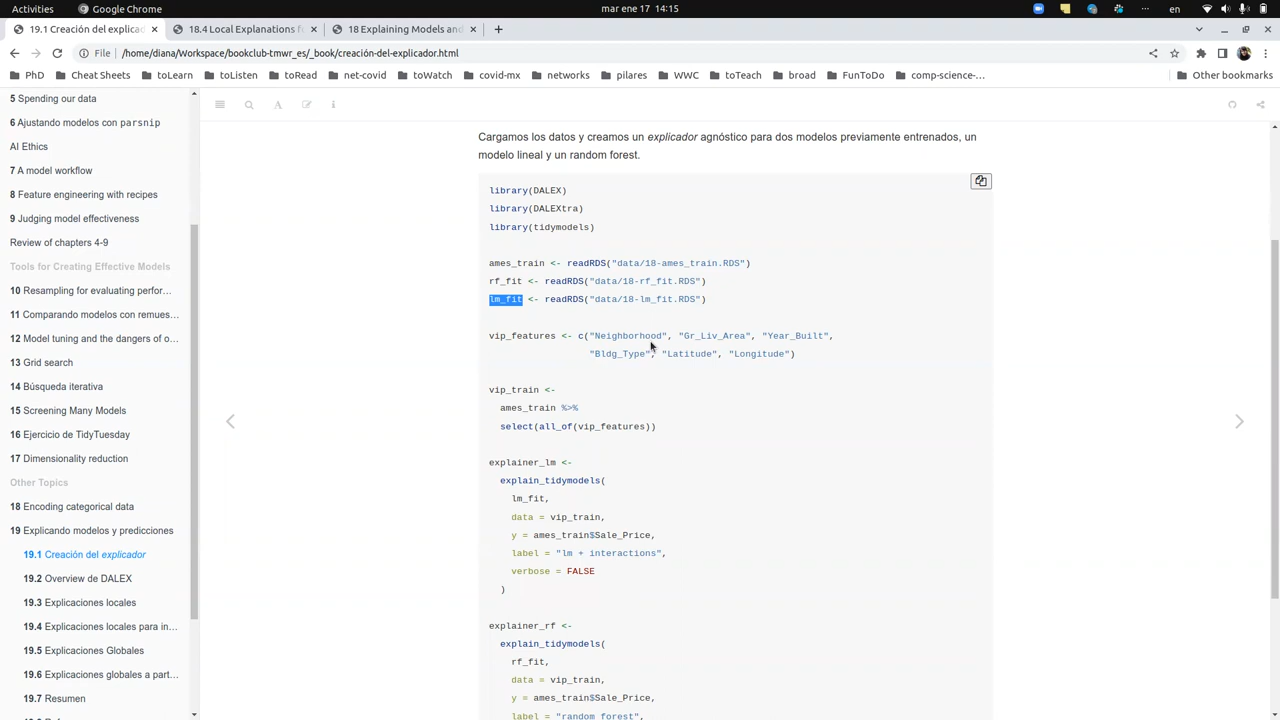 Activities
Google Chrome
mar ene 17 14:15
en
19.1 Creación del explicad
18.4 Local Explanations f
18 Explaining Models and
File
/home/diana/Workspace/bookclub-tmwr_es/_book/creación-del-explicador.html
PhD
Cheat Sheets
toLearn
toListen
toRead
net-covid
toWatch
covid-mx
networks
pilares
WWC
toTeach
broad
FunToDo
comp-science-...
Other bookmarks
5 Spending our data
6 Ajustando modelos con parsnip
AI Ethics
7 A model workflow
8 Feature engineering with recipes
9 Judging model effectiveness
Review of chapters 4-9
Tools for Creating Effective Models
10 Resampling for evaluating perfor...
11 Comparando modelos con remues...
12 Model tuning and the dangers of o...
13 Grid search
14 Búsqueda iterativa
15 Screening Many Models
16 Ejercicio de TidyTuesday
17 Dimensionality reduction
Other Topics
18 Encoding categorical data
19 Explicando modelos y predicciones
19.1 Creación del explicador
19.2 Overview de DALEX
19.3 Explicaciones locales
19.4 Explicaciones locales para in...
19.5 Explicaciones Globales
19.6 Explicaciones globales a part...
19.7 Resumen
Cargamos los datos y creamos un explicador agnóstico para dos modelos previamente entrenados, un
modelo lineal y un random forest.
library(DALEX)
library(DALEXtra)
library(tidymodels)
ames_train <- readRDS("data/18-ames_train.RDS")
rf_fit <- readRDS("data/18-rf_fit.RDS")
lm_fit <- readRDS("data/18-lm_fit.RDS")
vip_features <- c("Neighborhood", "Gr_Liv_Area", "Year_Built",
"Bldg_Type", "Latitude", "Longitude")
vip_train <-
ames_train %>%
select(all_of(vip_features))
explainer_lm <-
explain_tidymodels(
lm_fit,
data = vip_train,
y = ames_train$Sale_Price,
label = "lm + interactions",
verbose = FALSE
)
explainer_rf <-
explain_tidymodels(
rf_fit,
data = vip_train,
y = ames_train$Sale_Price,
label = "random forest",